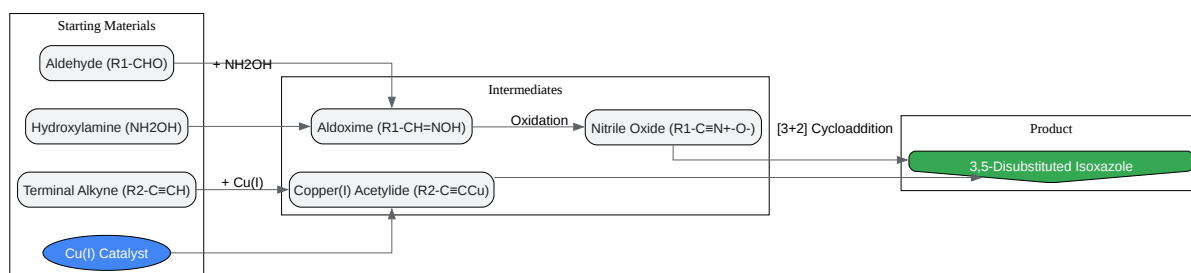 Starting Materials
Aldehyde (R1-CHO)
+ NH2OH
Intermediates
Hydroxylamine (NH2OH)
Aldoxime (R1-CH=NOH)
Oxidation
Nitrile Oxide (R1-C≡N+-O-)
[3+2] Cycloaddition
Product
3,5-Disubstituted Isoxazole
Terminal Alkyne (R2-C≡CH)
+ Cu(I)
Copper(I) Acetylide (R2-C≡CCu)
Cu(I) Catalyst